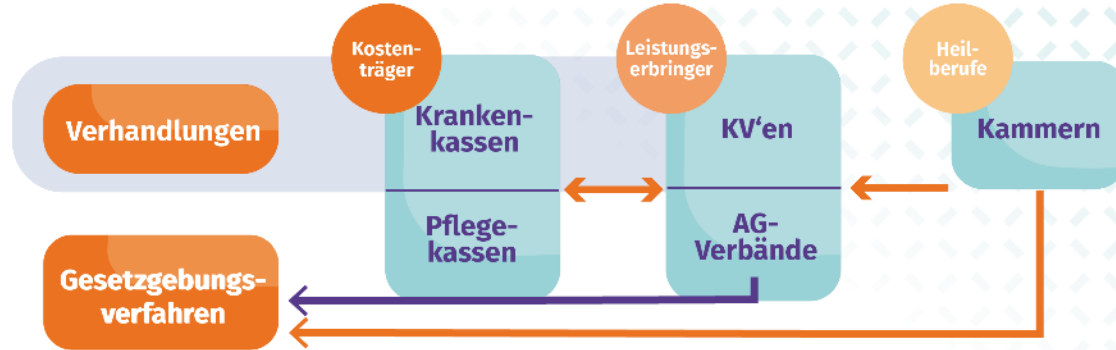 Kosten-
träger
Leistungs-
erbringer
Heil-
berufe
Verhandlungen
Kranken-
kassen
KV‘en
Kammern
Pflege-
kassen
AG-
Verbände
Gesetzgebungs-
verfahren